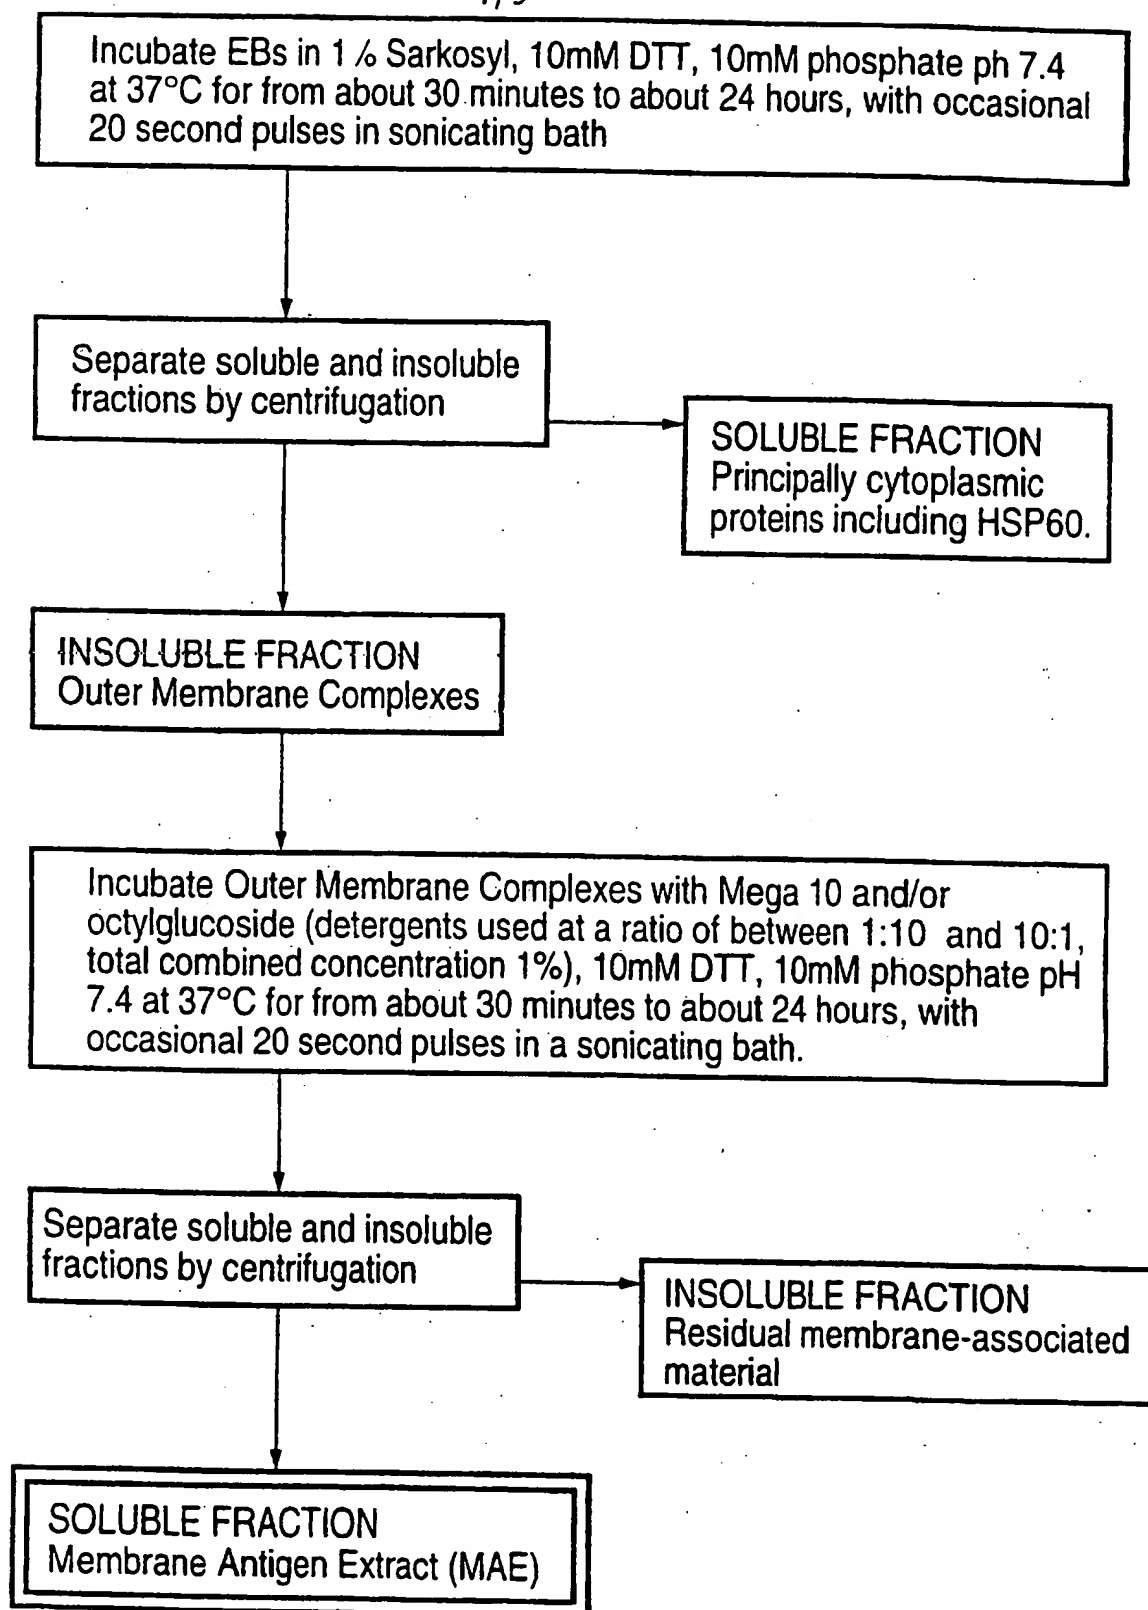 Incubate EBs in 1 % Sarkosyl, 10mM DTT, 10mM phosphate ph 7.4
at 37°C for from about 30 minutes to about 24 hours, with occasional
20 second pulses in sonicating bath
Separate soluble and insoluble
fractions by centrifugation
SOLUBLE FRACTION
Principally cytoplasmic
proteins including HSP60.
INSOLUBLE FRACTION
Outer Membrane Complexes
Incubate Outer Membrane Complexes with Mega 10 and/or
octylglucoside (detergents used at a ratio of between 1:10 and 10:1,
total combined concentration 1%), 10mM DTT, 10mM phosphate pH
7.4 at 37°C for from about 30 minutes to about 24 hours, with
occasional 20 second pulses in a sonicating bath.
Separate soluble and insoluble
fractions by centrifugation
INSOLUBLE FRACTION
Residual membrane-associated
material
SOLUBLE FRACTION
Membrane Antigen Extract (MAE)